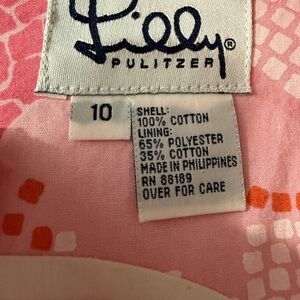 Lilly®
PULITZER
10
SHELL:
100% COTTON
LINING:
65% POLYESTER
35% COTTON
MADE IN PHILIPPINES
RN 88189
OVER FOR CARE